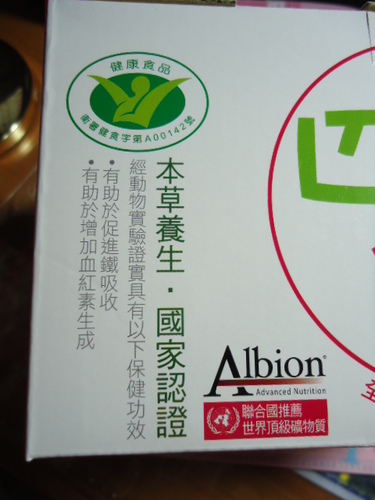 健康食品
衛署健食字第A00142號
本草養生．國家認證
經動物實驗證實具有以下保健功效
•有助於促進鐵吸收
•有助於增加血紅素生成
四
Albion®
Advanced Nutrition
聯合國推薦
世界頂級礦物質
全